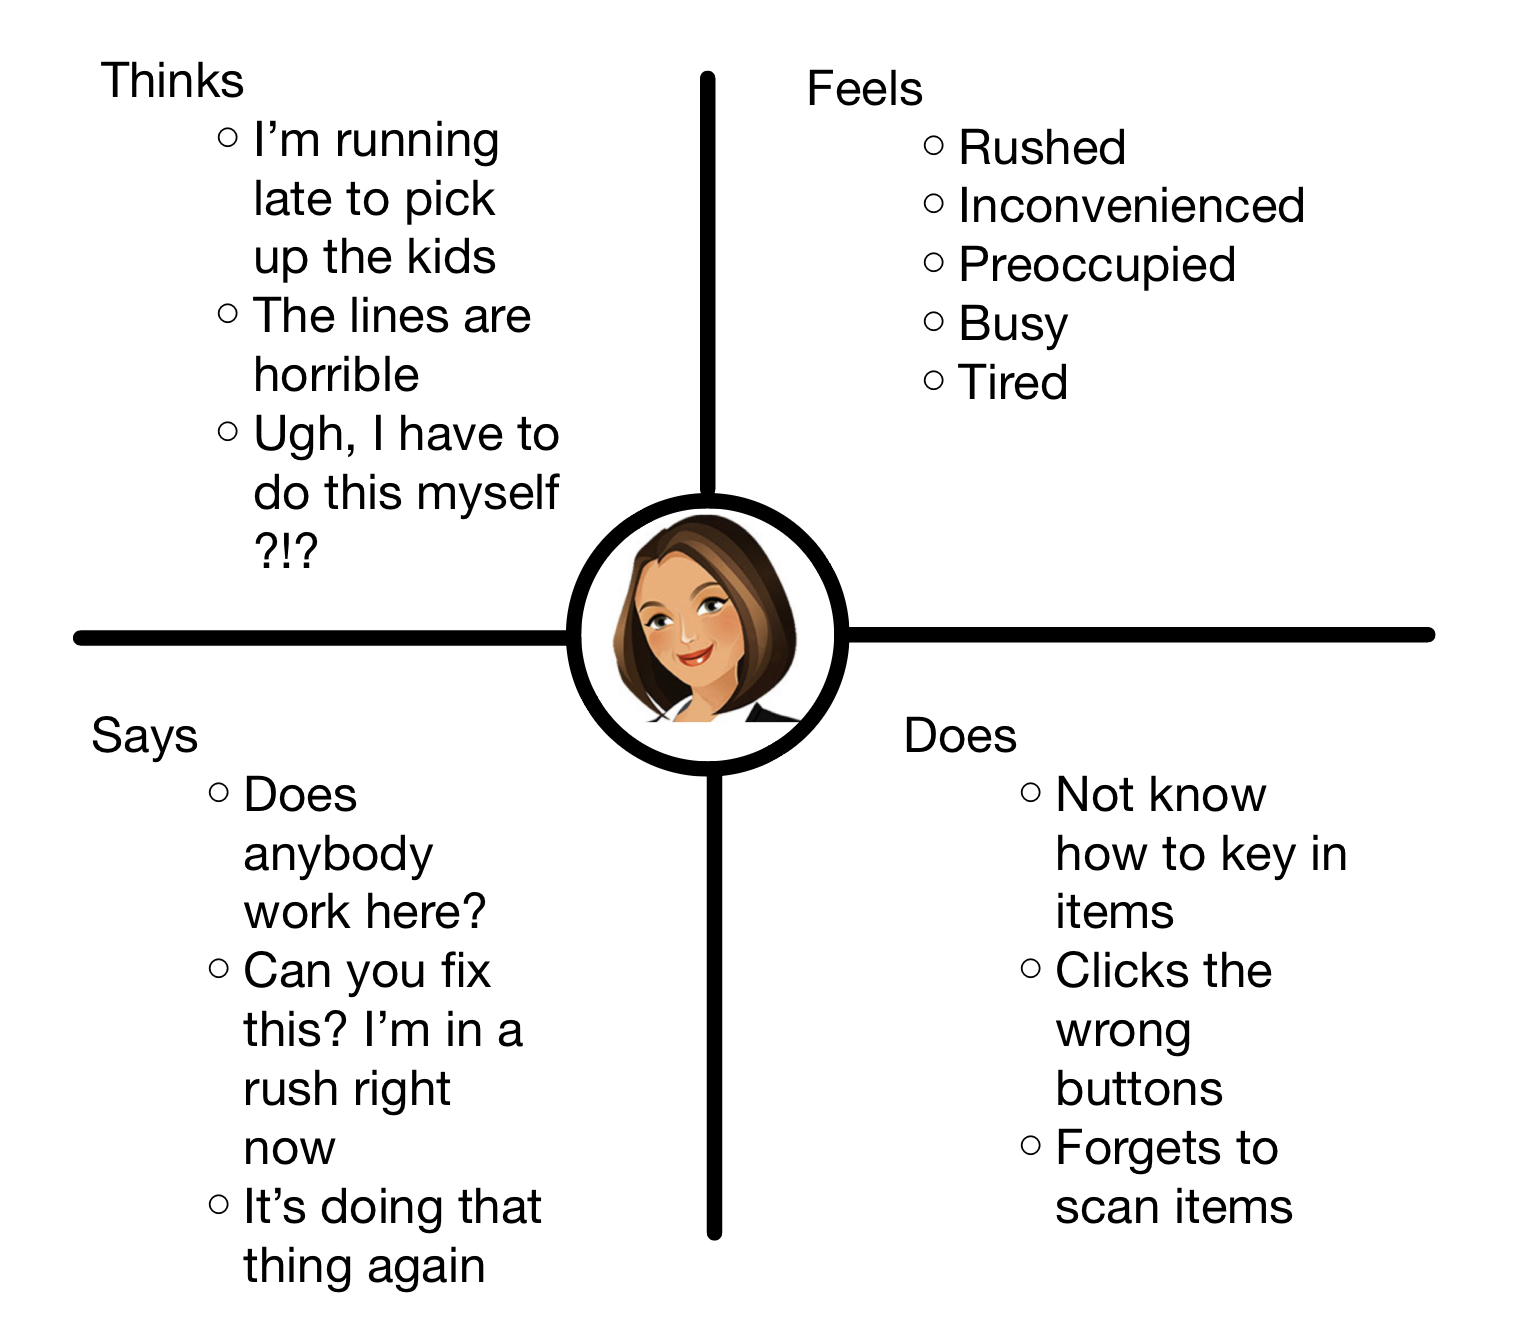 Thinks
○ I’m running
late to pick
up the kids
○ The lines are
horrible
○ Ugh, I have to
do this myself
?!?
Feels
○ Rushed
○ Inconvenienced
○ Preoccupied
○ Busy
○ Tired
Says
○ Does
anybody
work here?
○ Can you fix
this? I’m in a
rush right
now
○ It’s doing that
thing again
Does
○ Not know
how to key in
items
○ Clicks the
wrong
buttons
○ Forgets to
scan items